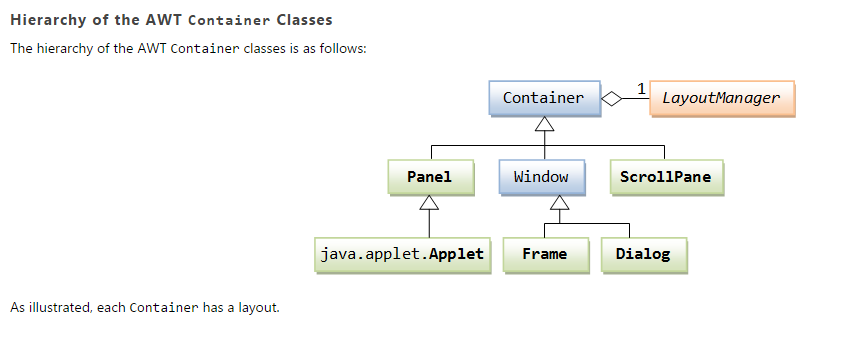 Hierarchy of the AWT Container Classes
The hierarchy of the AWT Container classes is as follows:
Container
1
LayoutManager
Panel
Window
ScrollPane
java.applet.Applet
Frame
Dialog
As illustrated, each Container has a layout.